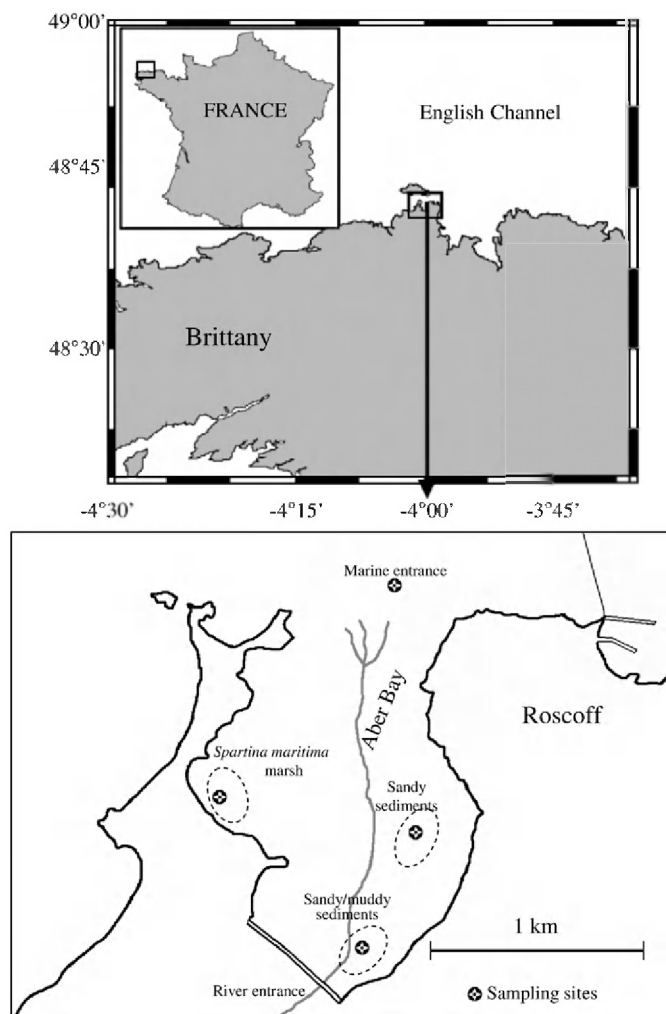 49°00'
FRANCE
English Channel
48°45'
Brittany
48°30'
-4°30'
-4°15'
-4°00'
-3°45'
Marine entrance
Aber Bay
Roscoff
Spartina maritima
marsh
Sandy
sediments
Sandy/muddy
sediments
1 km
River entrance
Sampling sites